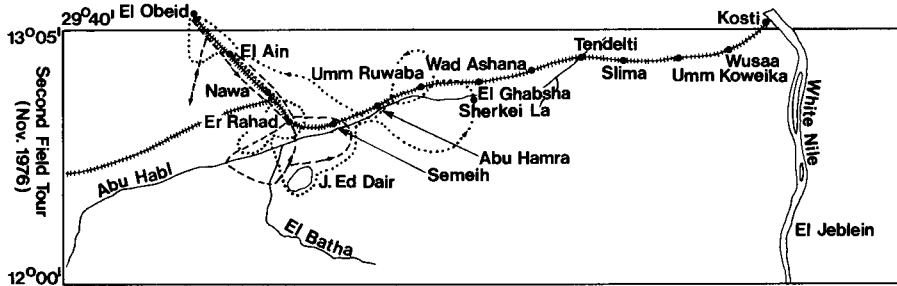 29°40'
El Obeid
Kosti
13°05'
El Ain
Tendelti
Wad Ashana
Wusaa
Umm Ruwaba
Slima
Umm Koweika
Nawa
El Ghabsha
Sherkei La
Er Rahad
White Nile
Second Field Tour
(Nov. 1976)
Abu Hamra
Semeih
Abu Habl
J. Ed Dair
El Batha
El Jeblein
12°00'